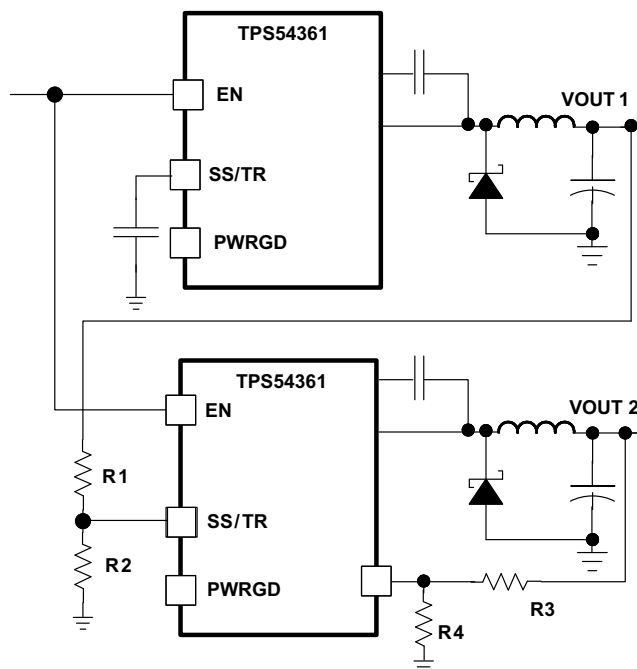 TPS54361
EN
VOUT 1
SS/TR
PWRGD
TPS54361
EN
VOUT 2
R1
SS/TR
R2
PWRGD
R3
R4